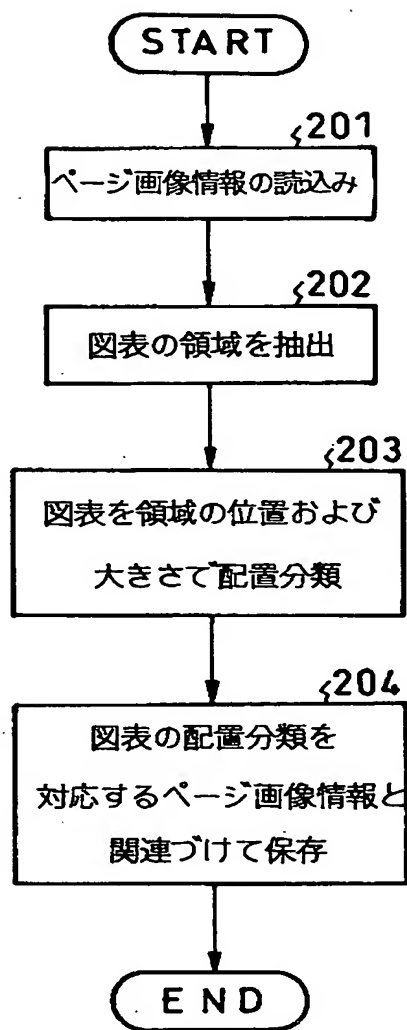 START
201
ページ画像情報の読込み
202
図表の領域を抽出
203
図表を領域の位置および
大きさで配置分類
204
図表の配置分類を
対応するページ画像情報と
関連づけて保存
END